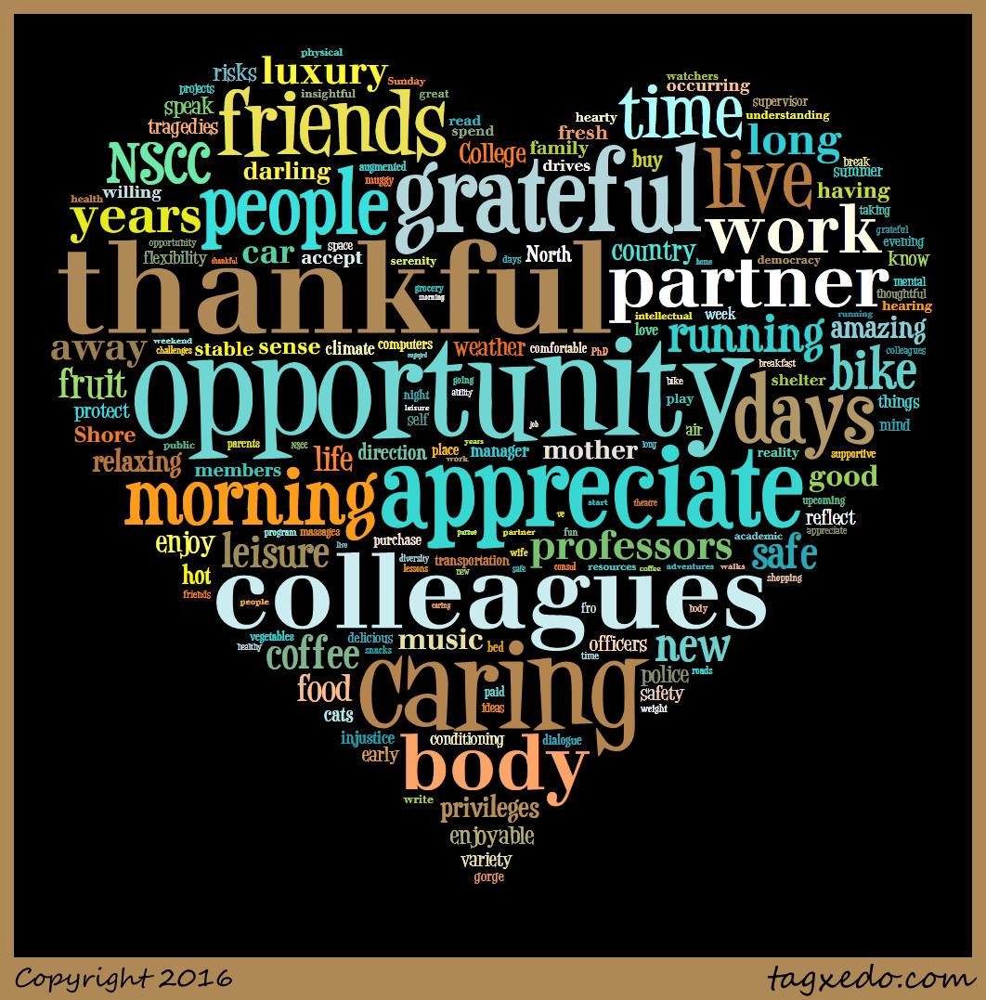 physical
risks luxury Sunday watchers
projects insightful great occurring
speak friends time supervisor
tragedies read hearty understanding
spend fresh
NSCC College family long
darling augmented drives buy break
willing muggy summer
health people grateful live having
years work taking
opportunity space grateful
flexibility car accept North country evening
thankful serenity days home democracy know
thankful grocery partner mental
morning thoughtful
hearing
intellectual week running
weekend love running amazing
away challenges stable sense climate computers weather comfortable PhD colleagues
engaged breakfast
fruit opportunity going bike shelter bike
ability days
protect night play things
leisure
Shore self job air mind
public parents NSCC years long
relaxing life direction place manager mother reality supportive
work
members good
morning appreciate upcoming
start theatre
ve reflect
enjoy program massages pursue partner fun academic appreciate
leisure live purchase wife professors safe
hot diversity transportation consul resources coffee adventures walks
lessons new safe shopping
friends colleagues
people caring fro body
vegetables delicious music bed officers new
healthy snacks
coffee caring time roads
food paid police
safety
cats ideas weight
injustice conditioning dialogue
early body
write
privileges
enjoyable
variety
gorge
Copyright 2016 tagxedo.com